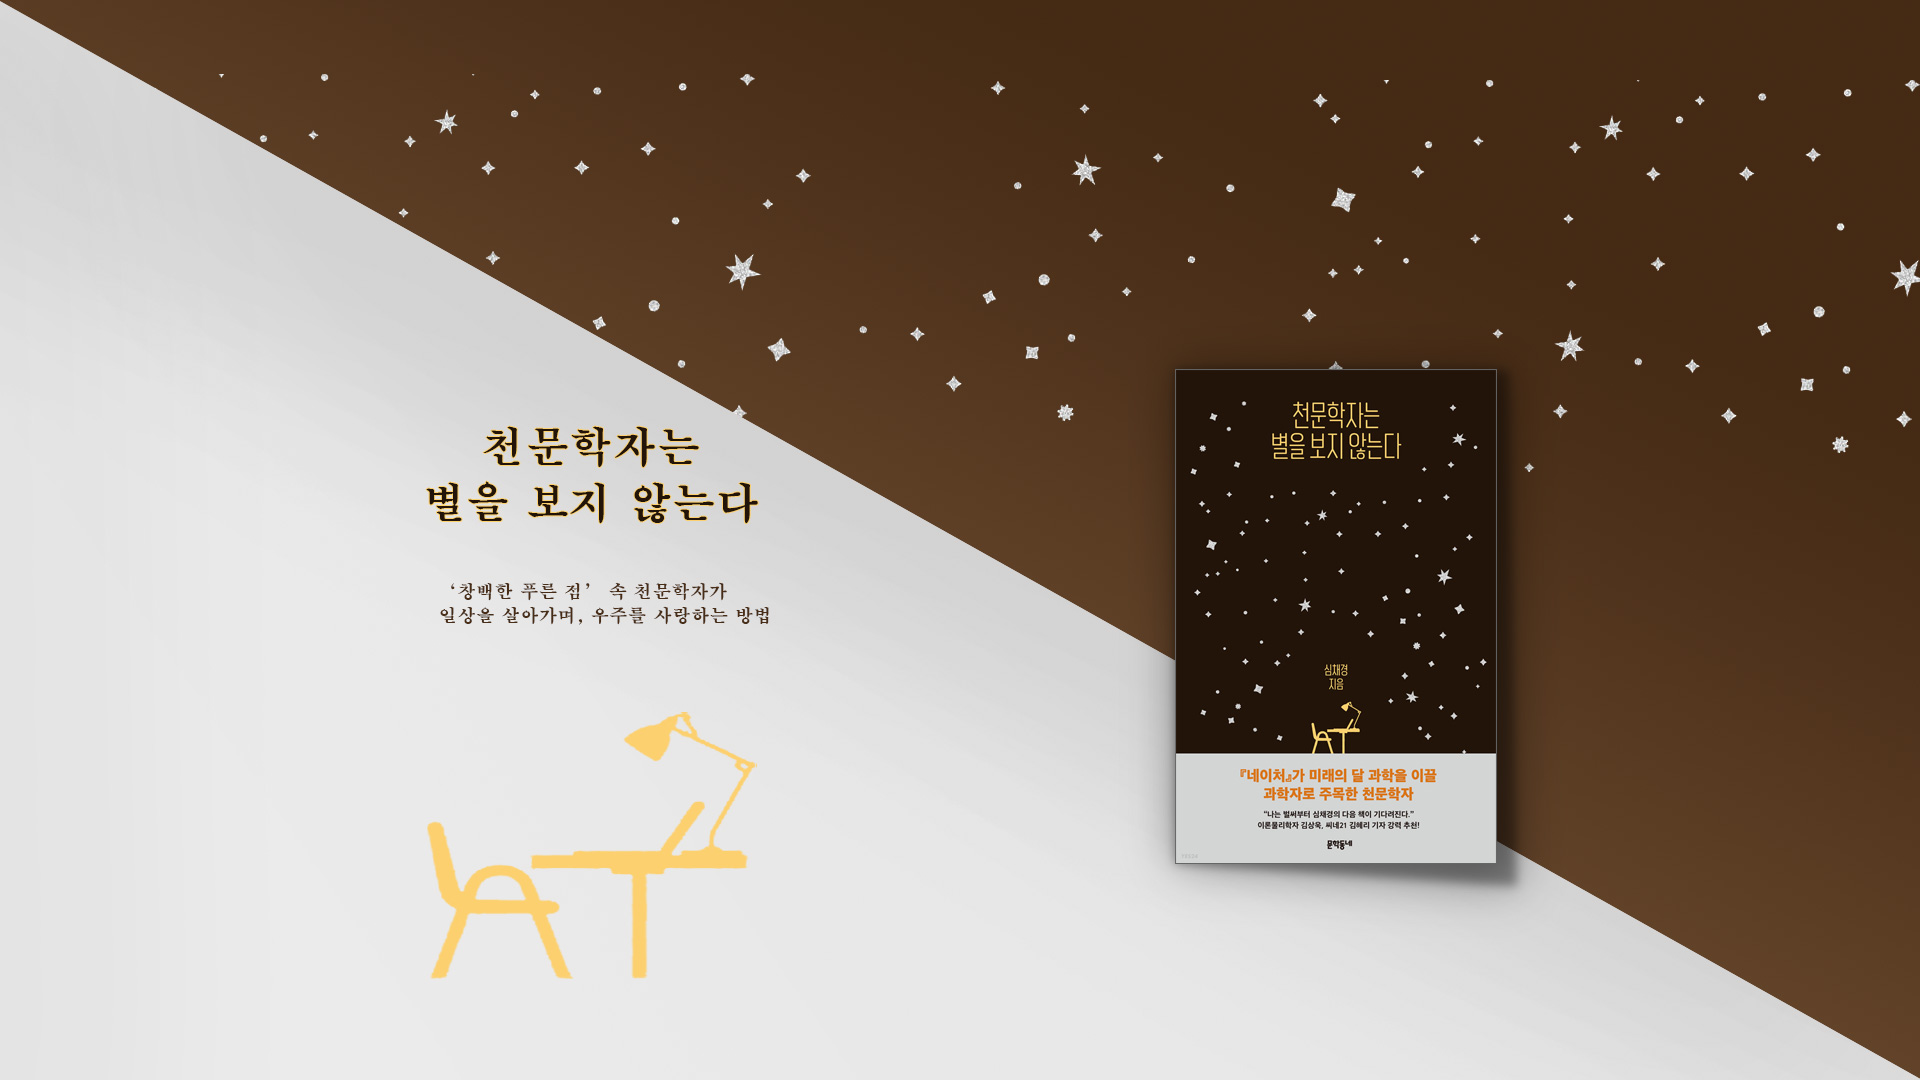 천문학자는
별을 보지 않는다
‘창백한 푸른 점’ 속 천문학자가
일상을 살아가며, 우주를 사랑하는 방법
천문학자는
별을 보지 않는다
심채경
지음
『네이처』가 미래의 달 과학을 이끌
과학자로 주목한 천문학자
“나는 벌써부터 심채경의 다음 책이 기다려진다.”
이론물리학자 김상욱, 씨네21 김혜리 기자 강력 추천!
문학동네